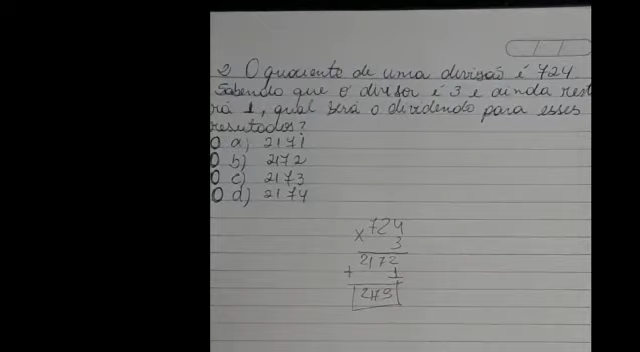 2 O quociente de uma divisão é 724.
Sabendo que o divisor é 3 e ainda rest
rá 1, qual será o dividendo para esses
resultados?
O a) 2171
O b) 2172
O c) 2173
O d) 2174
724
x 3
2172
+ 1
2173